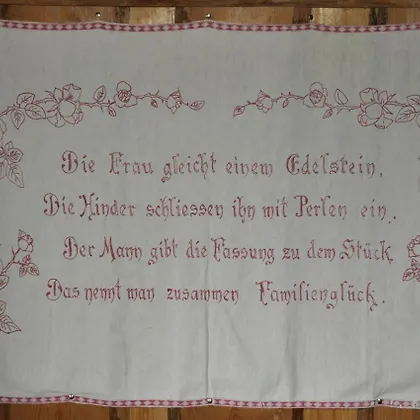 Die Frau gleicht einem Edelstein,
Die Kinder schliessen ihn mit Perlen ein.
Der Mann gibt die Fassung zu dem Stück
Das nennt man zusammen Familienglück.